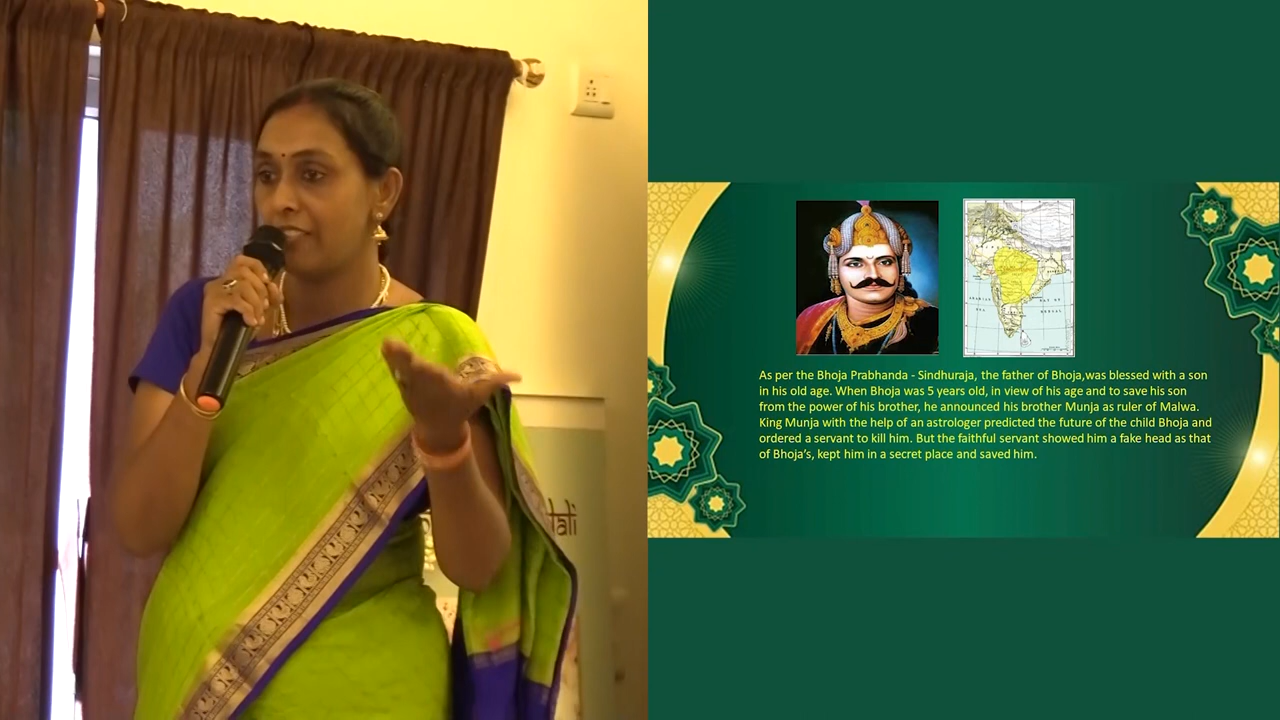 dali
As per the Bhoja Prabhanda - Sindhuraja, the father of Bhoja,was blessed with a son
in his old age. When Bhoja was 5 years old, in view of his age and to save his son
from the power of his brother, he announced his brother Munja as ruler of Malwa.
King Munja with the help of an astrologer predicted the future of the child Bhoja and
ordered a servant to kill him. But the faithful servant showed him a fake head as that
of Bhoja's, kept him in a secret place and saved him.